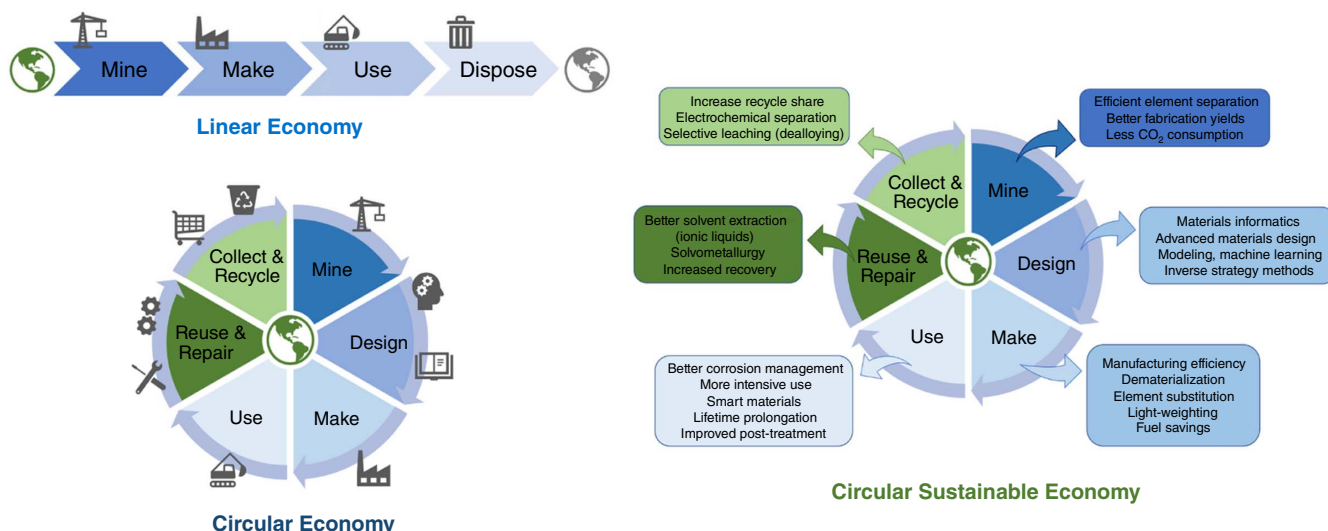 Mine
Make
Use
Dispose
Linear Economy
Collect &
Recycle
Mine
Reuse &
Repair
Design
Use
Make
Circular Economy
Increase recycle share
Electrochemical separation
Selective leaching (dealloying)
Efficient element separation
Better fabrication yields
Less CO₂ consumption
Collect &
Recycle
Mine
Better solvent extraction
(ionic liquids)
Solvometallurgy
Increased recovery
Reuse &
Repair
Design
Materials informatics
Advanced materials design
Modeling, machine learning
Inverse strategy methods
Use
Make
Better corrosion management
More intensive use
Smart materials
Lifetime prolongation
Improved post-treatment
Manufacturing efficiency
Dematerialization
Element substitution
Light-weighting
Fuel savings
Circular Sustainable Economy